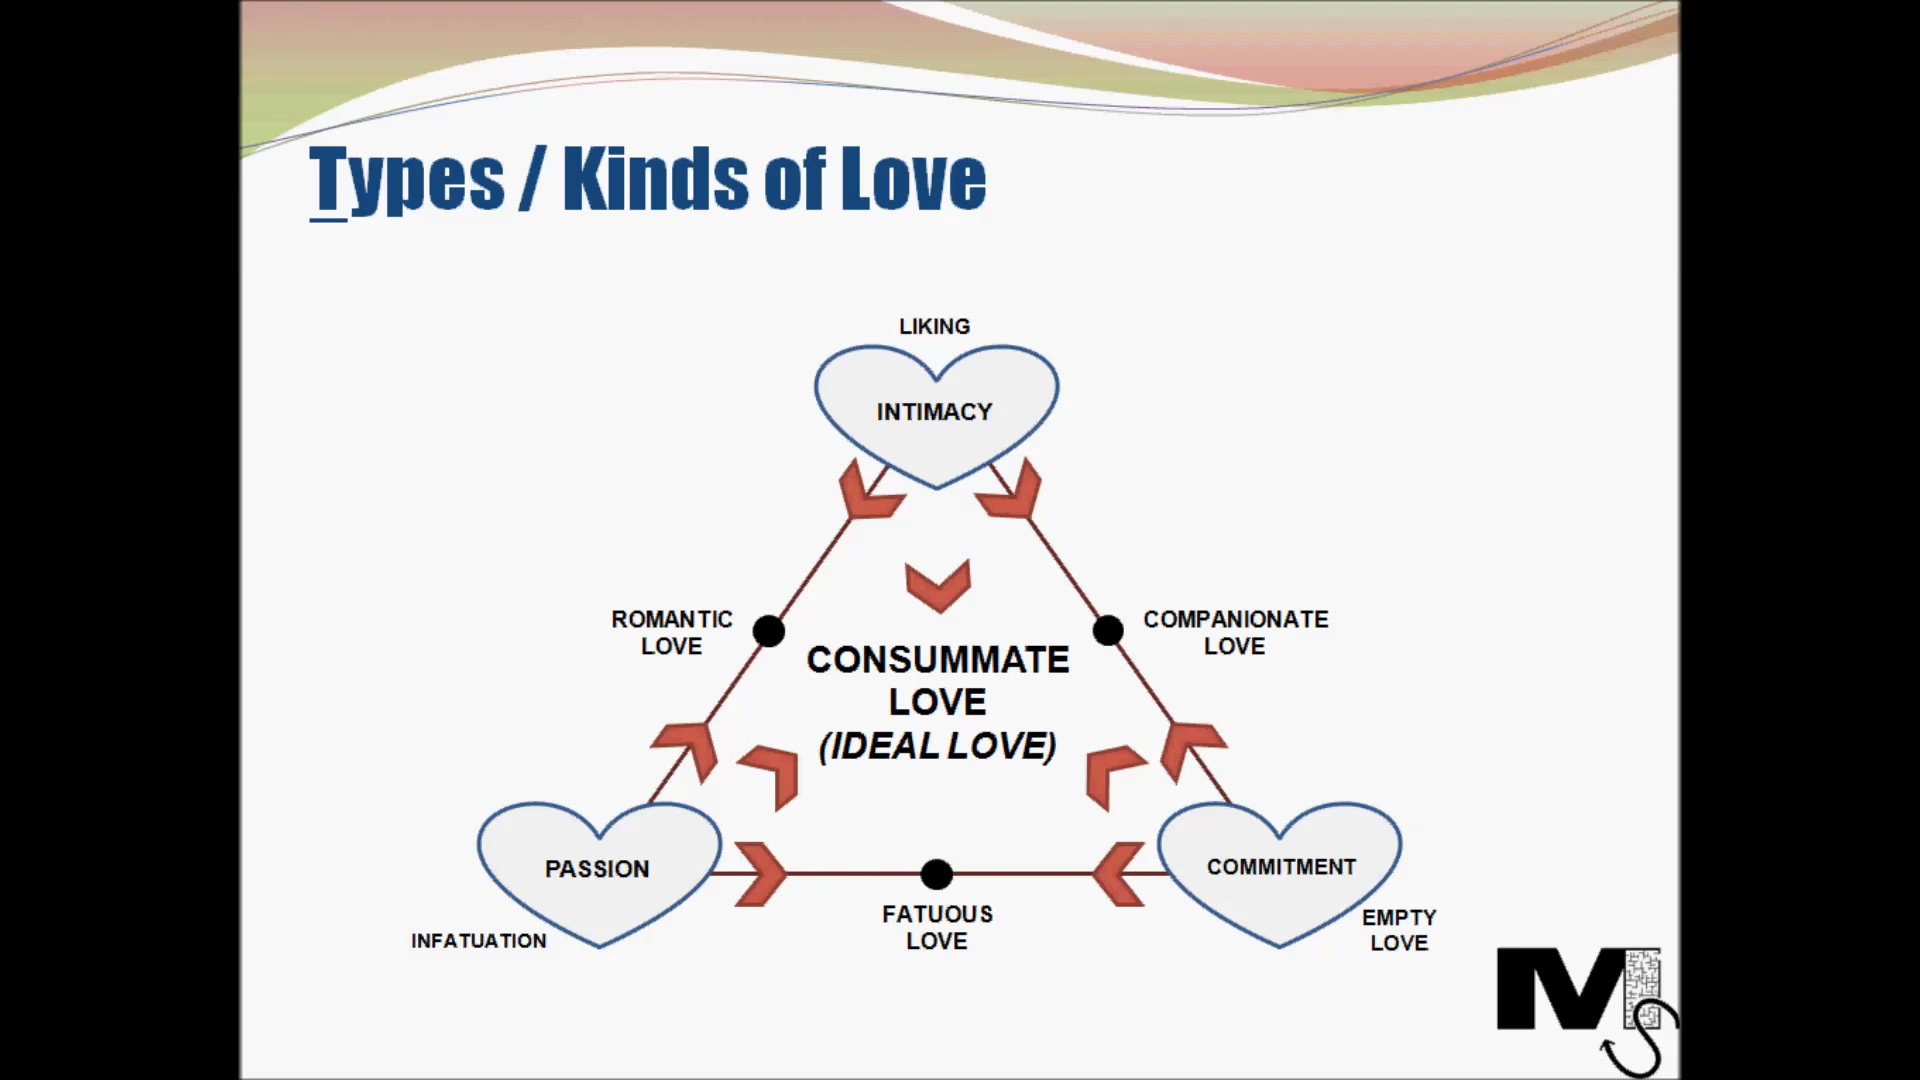 Types / Kinds of Love
LIKING
INTIMACY
ROMANTIC
LOVE
COMPANIONATE
LOVE
CONSUMMATE
LOVE
(IDEAL LOVE)
PASSION
COMMITMENT
INFATUATION
FATUOUS
LOVE
EMPTY
LOVE
MS